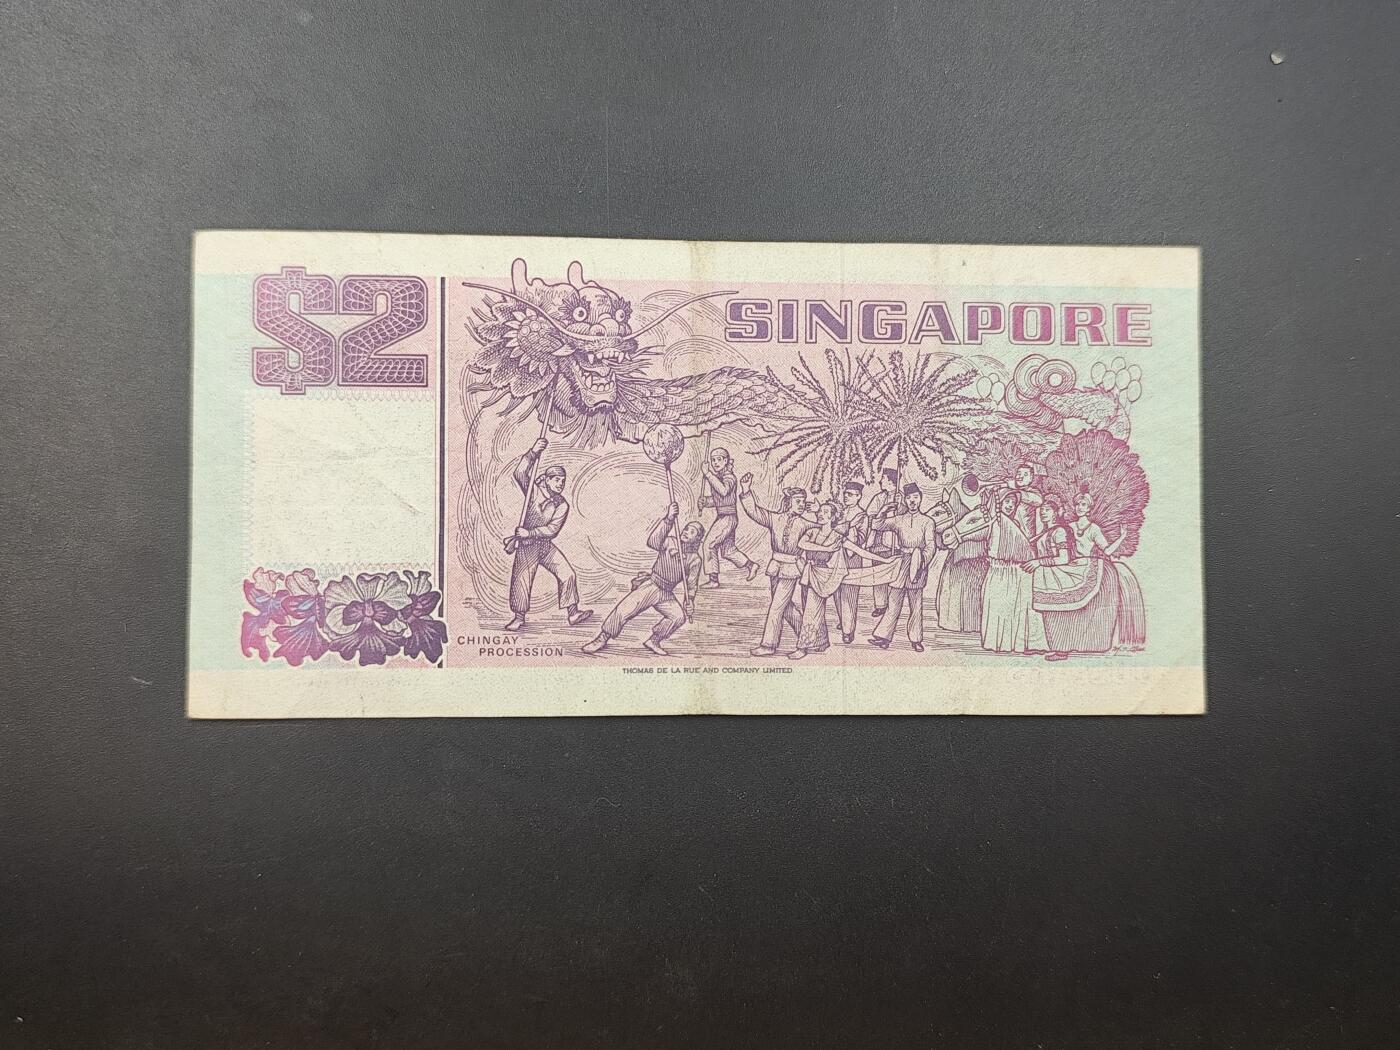 $2
SINGAPORE
CHINGAY
PROCESSION
THOMAS DE LA RUE AND COMPANY LIMITED.